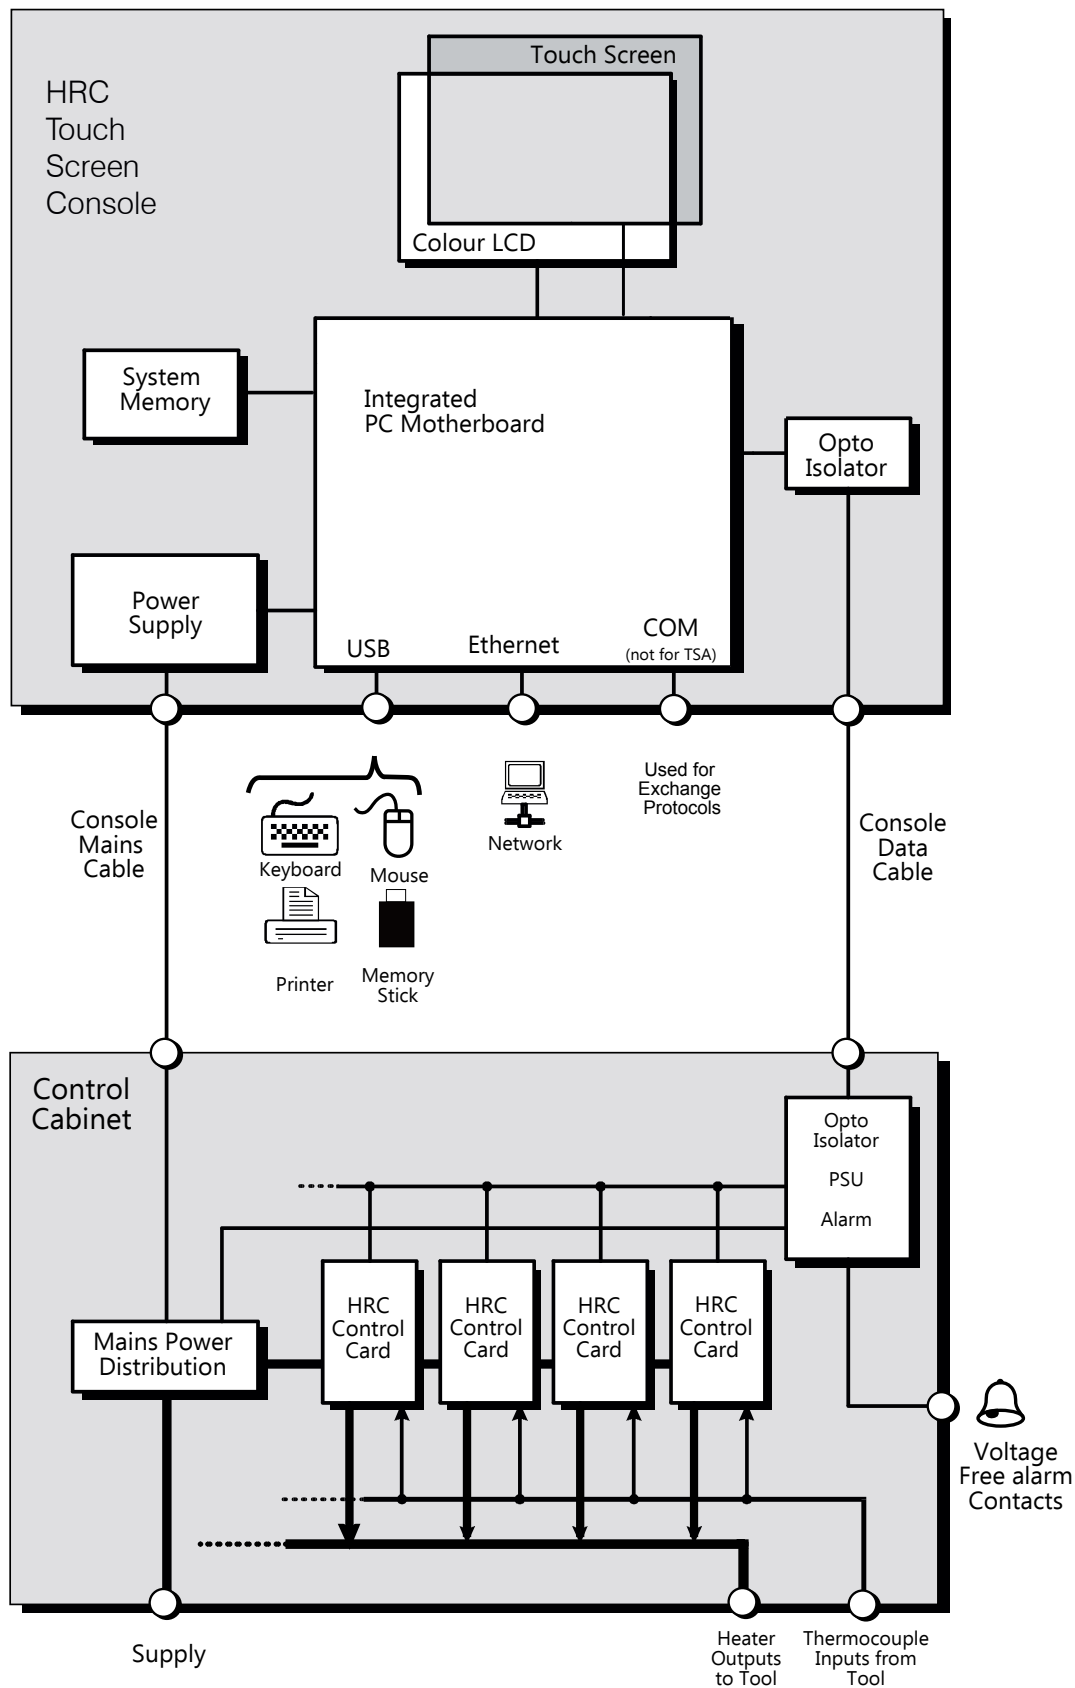 Touch Screen
HRC
Touch
Screen
Console
Colour LCD
System
Memory
Integrated
PC Motherboard
Opto
Isolator
Power
Supply
USB
Ethernet
COM
(not for TSA)
Console
Mains
Cable
Keyboard
Mouse
Printer
Memory
Stick
Network
Used for
Exchange
Protocols
Console
Data
Cable
Control
Cabinet
Opto
Isolator
PSU
Alarm
Mains Power
Distribution
HRC
Control
Card
HRC
Control
Card
HRC
Control
Card
HRC
Control
Card
Voltage
Free alarm
Contacts
Supply
Heater
Outputs
to Tool
Thermocouple
Inputs from
Tool